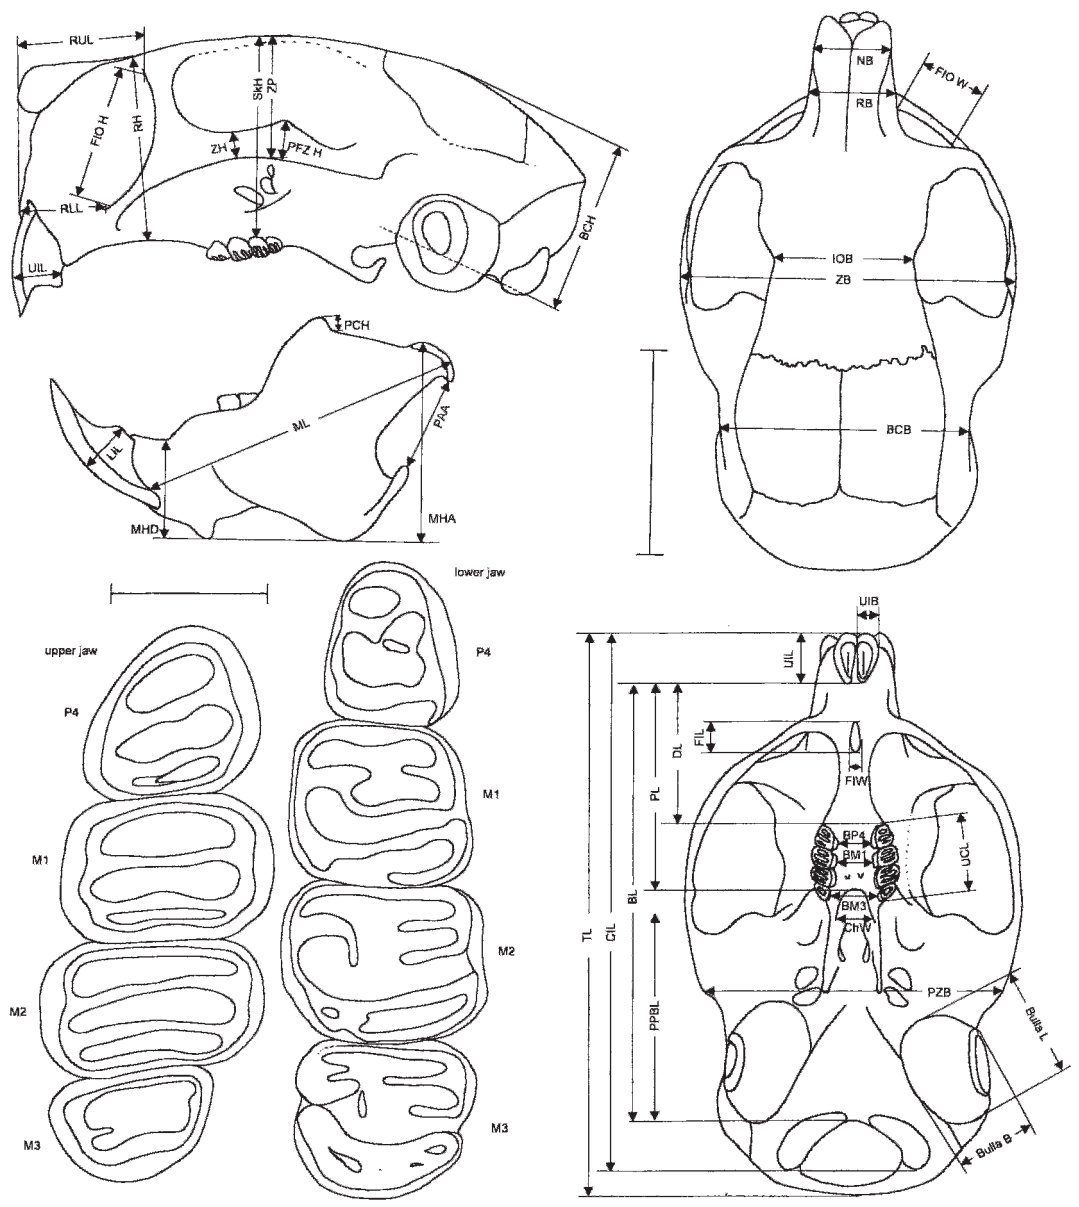 RUL
FIO H
RH
SkH
ZP
ZH
PFZ H
RLL
UIL
BCH
NB
FIO W
RB
IOB
ZB
BCB
PCH
ML
PAA
LIL
MHD
MHA
lower jaw
upper jaw
P4
P4
M1
M1
M2
M2
M3
M3
UIB
UIL
FIL
DL
FIW
PL
BP4
BM1
UCL
BL
BM3
ChW
TL
CIL
PPBL
PZB
Bulla L
Bulla B